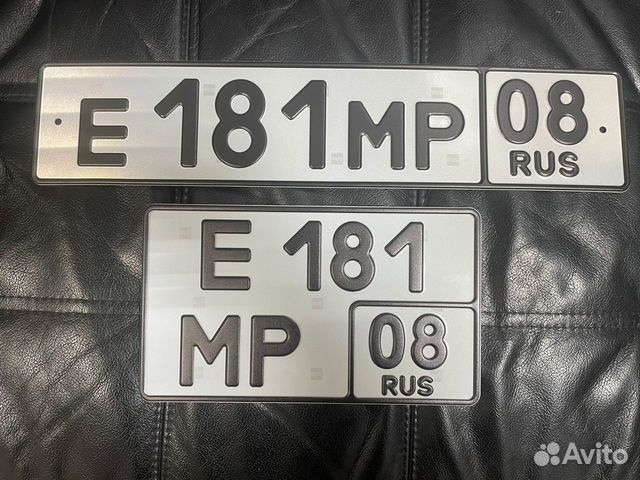 Е 181 МР 08
RUS
Е 181
МР 08
RUS
Avito